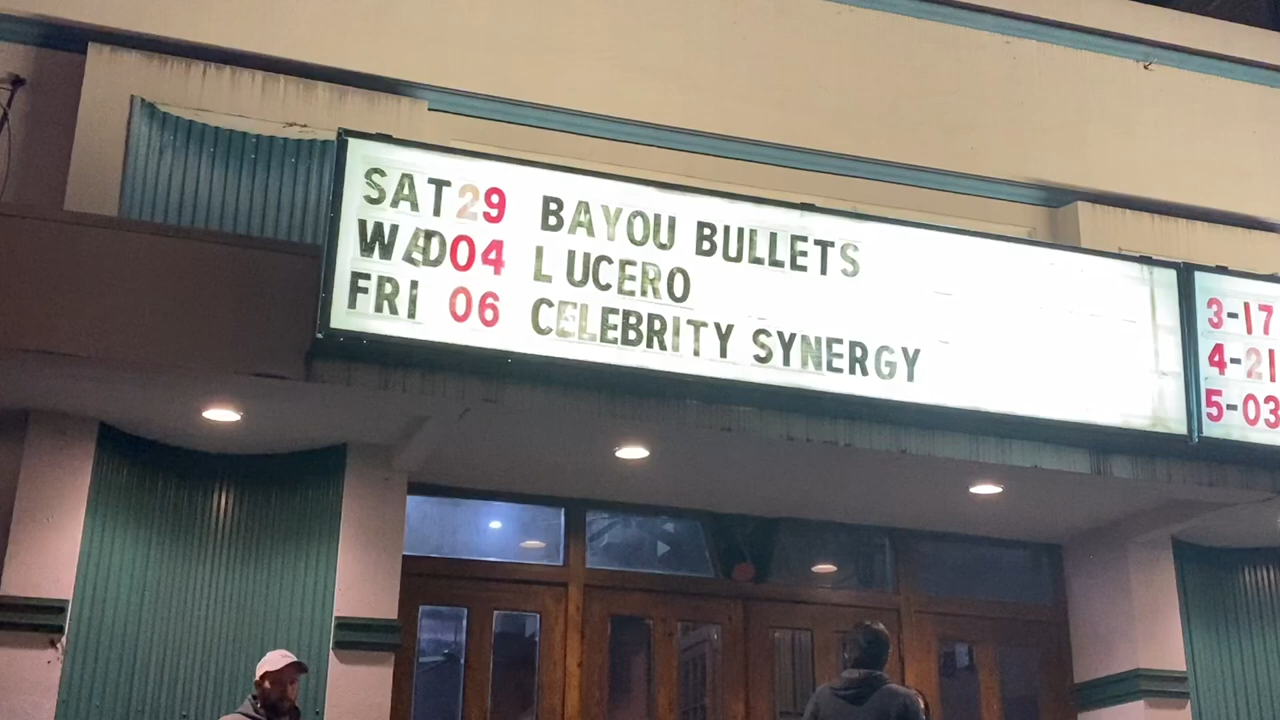 SAT 29 BAYOU BULLETS
WED 04 LUCERO
FRI 06 CELEBRITY SYNERGY
3-17
4-21
5-03